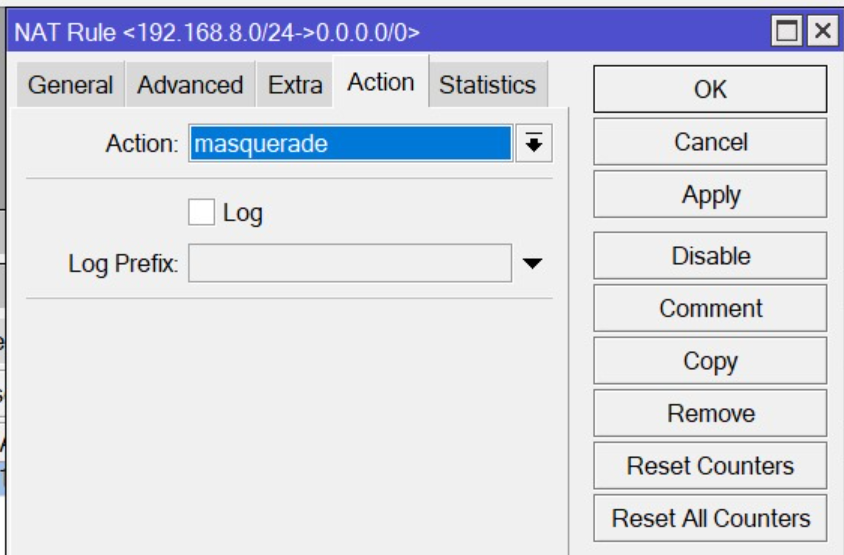 NAT Rule <192.168.8.0/24->0.0.0.0/0>
General Advanced Extra Action Statistics
Action: masquerade
Log
Log Prefix:
OK
Cancel
Apply
Disable
Comment
Copy
Remove
Reset Counters
Reset All Counters